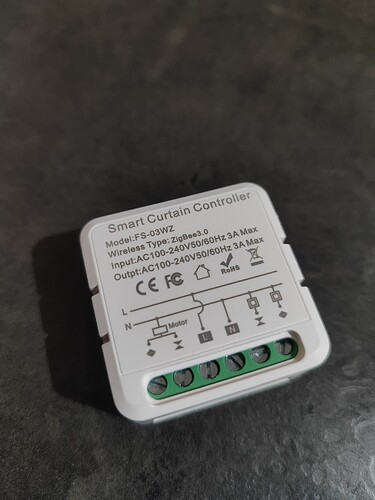 Smart Curtain Controller
Model:FS-03WZ
Wireless Type:ZigBee3.0
Input:AC100-240V50/60Hz 3A Max
Output:AC100-240V50/60Hz 3A Max
CE FC RoHS
L
N
Motor
L N